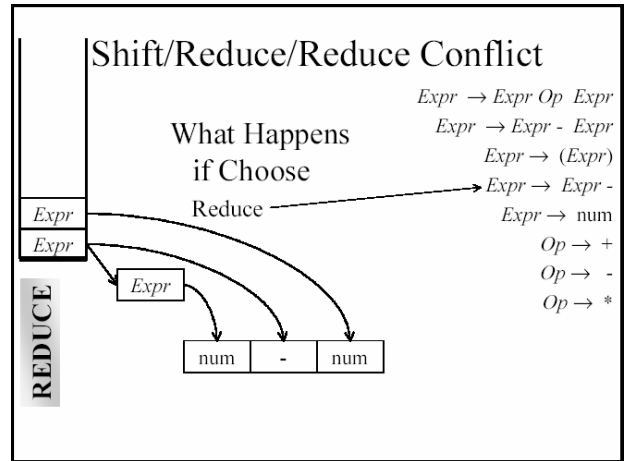 Shift/Reduce/Reduce Conflict
What Happens
if Choose
Reduce
Expr → Expr Op Expr
Expr → Expr - Expr
Expr → (Expr)
Expr → Expr -
Expr → num
Op → +
Op → -
Op → *
Expr
Expr
Expr
REDUCE
num - num